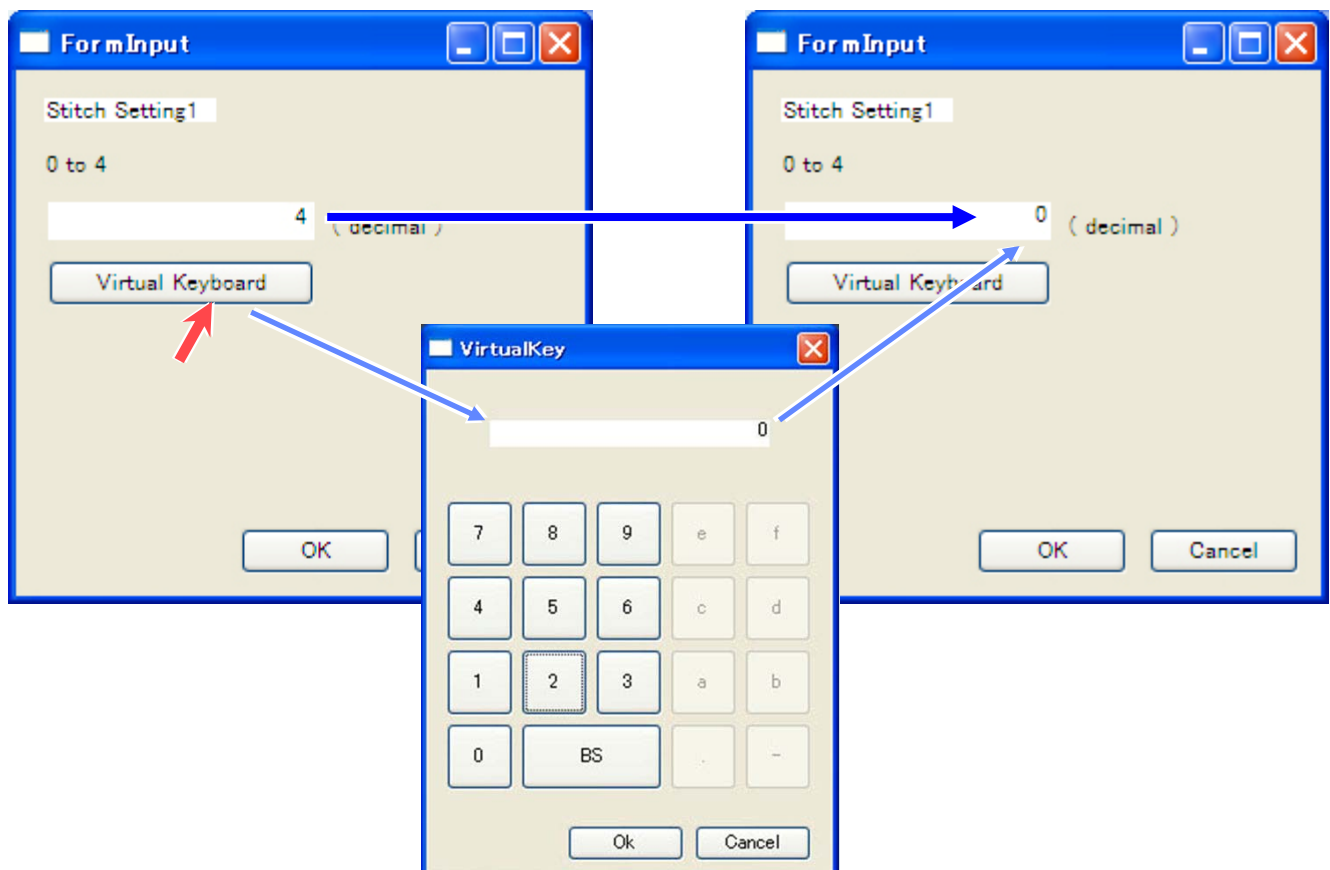 FormInput
Stitch Setting1
0 to 4
4
( decimal )
Virtual Keyboard
OK
FormInput
Stitch Setting1
0 to 4
0
( decimal )
Virtual Keyboard
OK Cancel
VirtualKey
0
7 8 9 e f
4 5 6 c d
1 2 3 a b
0 BS . -
Ok Cancel